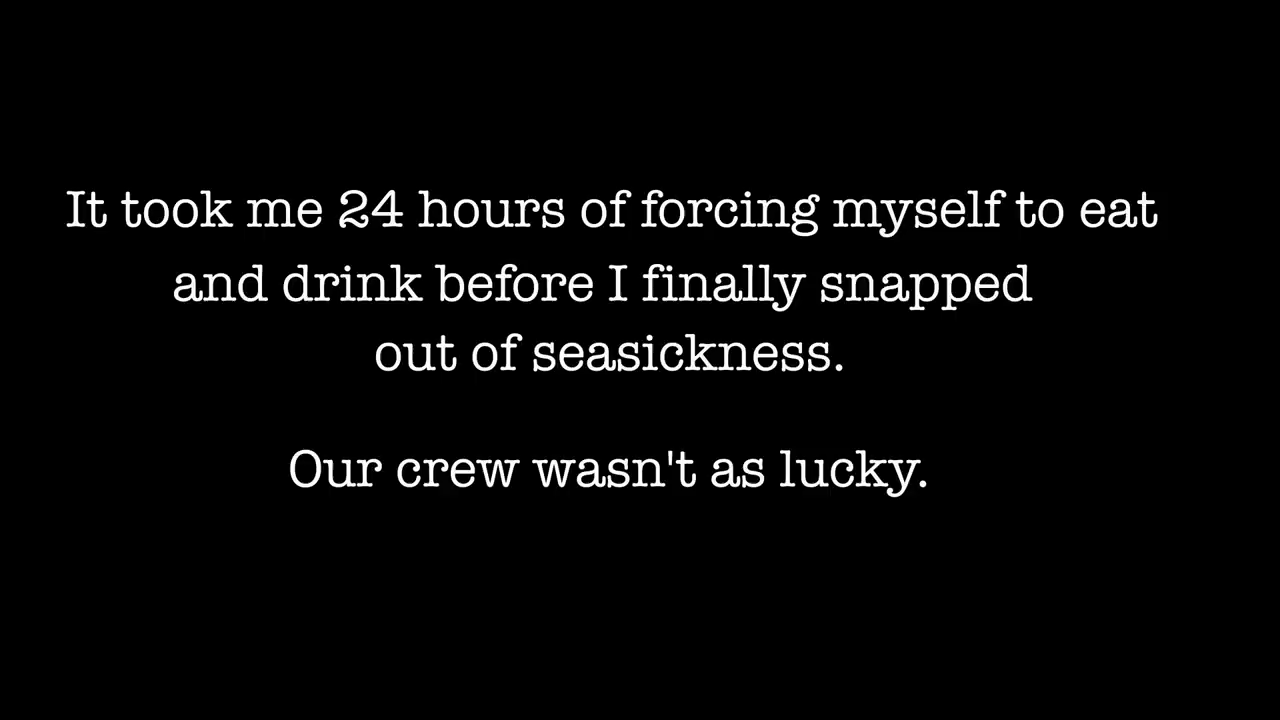 It took me 24 hours of forcing myself to eat
and drink before I finally snapped
out of seasickness.
Our crew wasn't as lucky.